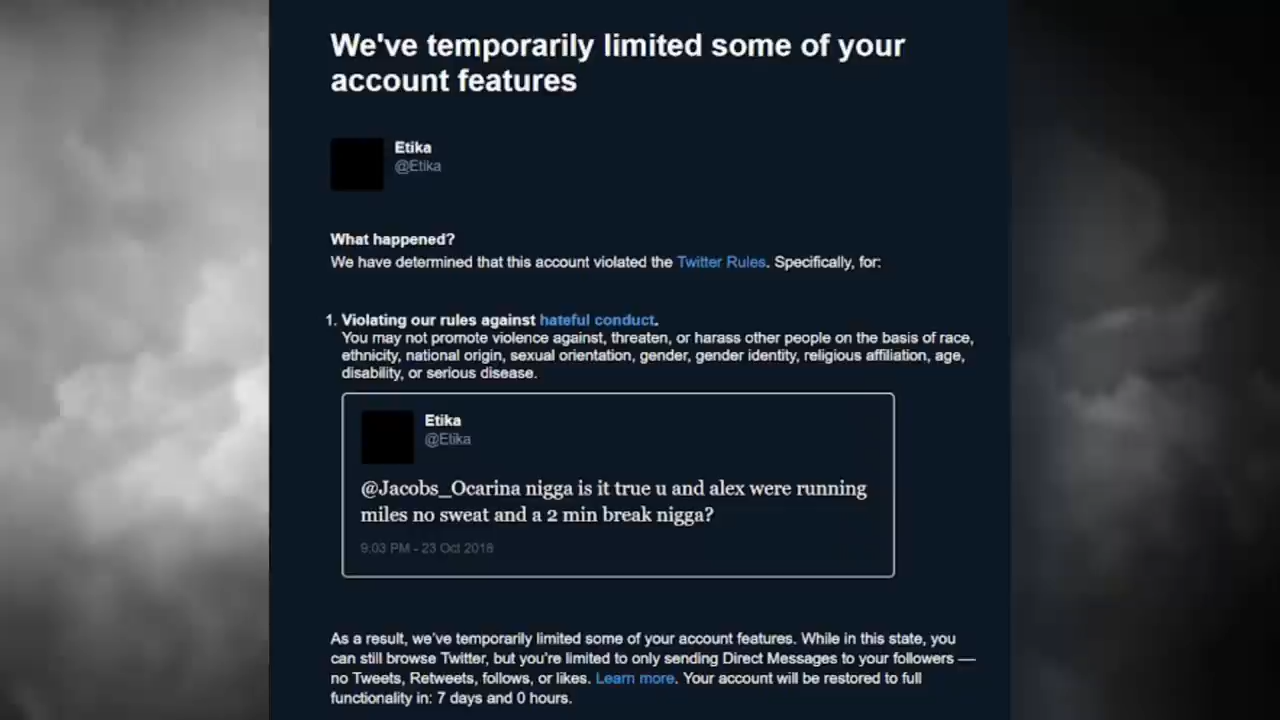 We've temporarily limited some of your
account features
Etika
@Etika
What happened?
We have determined that this account violated the Twitter Rules. Specifically, for:
1. Violating our rules against hateful conduct.
You may not promote violence against, threaten, or harass other people on the basis of race,
ethnicity, national origin, sexual orientation, gender, gender identity, religious affiliation, age,
disability, or serious disease.
Etika
@Etika
@Jacobs_Ocarina nigga is it true u and alex were running
miles no sweat and a 2 min break nigga?
9:03 PM - 23 Oct 2018
As a result, we've temporarily limited some of your account features. While in this state, you
can still browse Twitter, but you're limited to only sending Direct Messages to your followers —
no Tweets, Retweets, follows, or likes. Learn more. Your account will be restored to full
functionality in: 7 days and 0 hours.